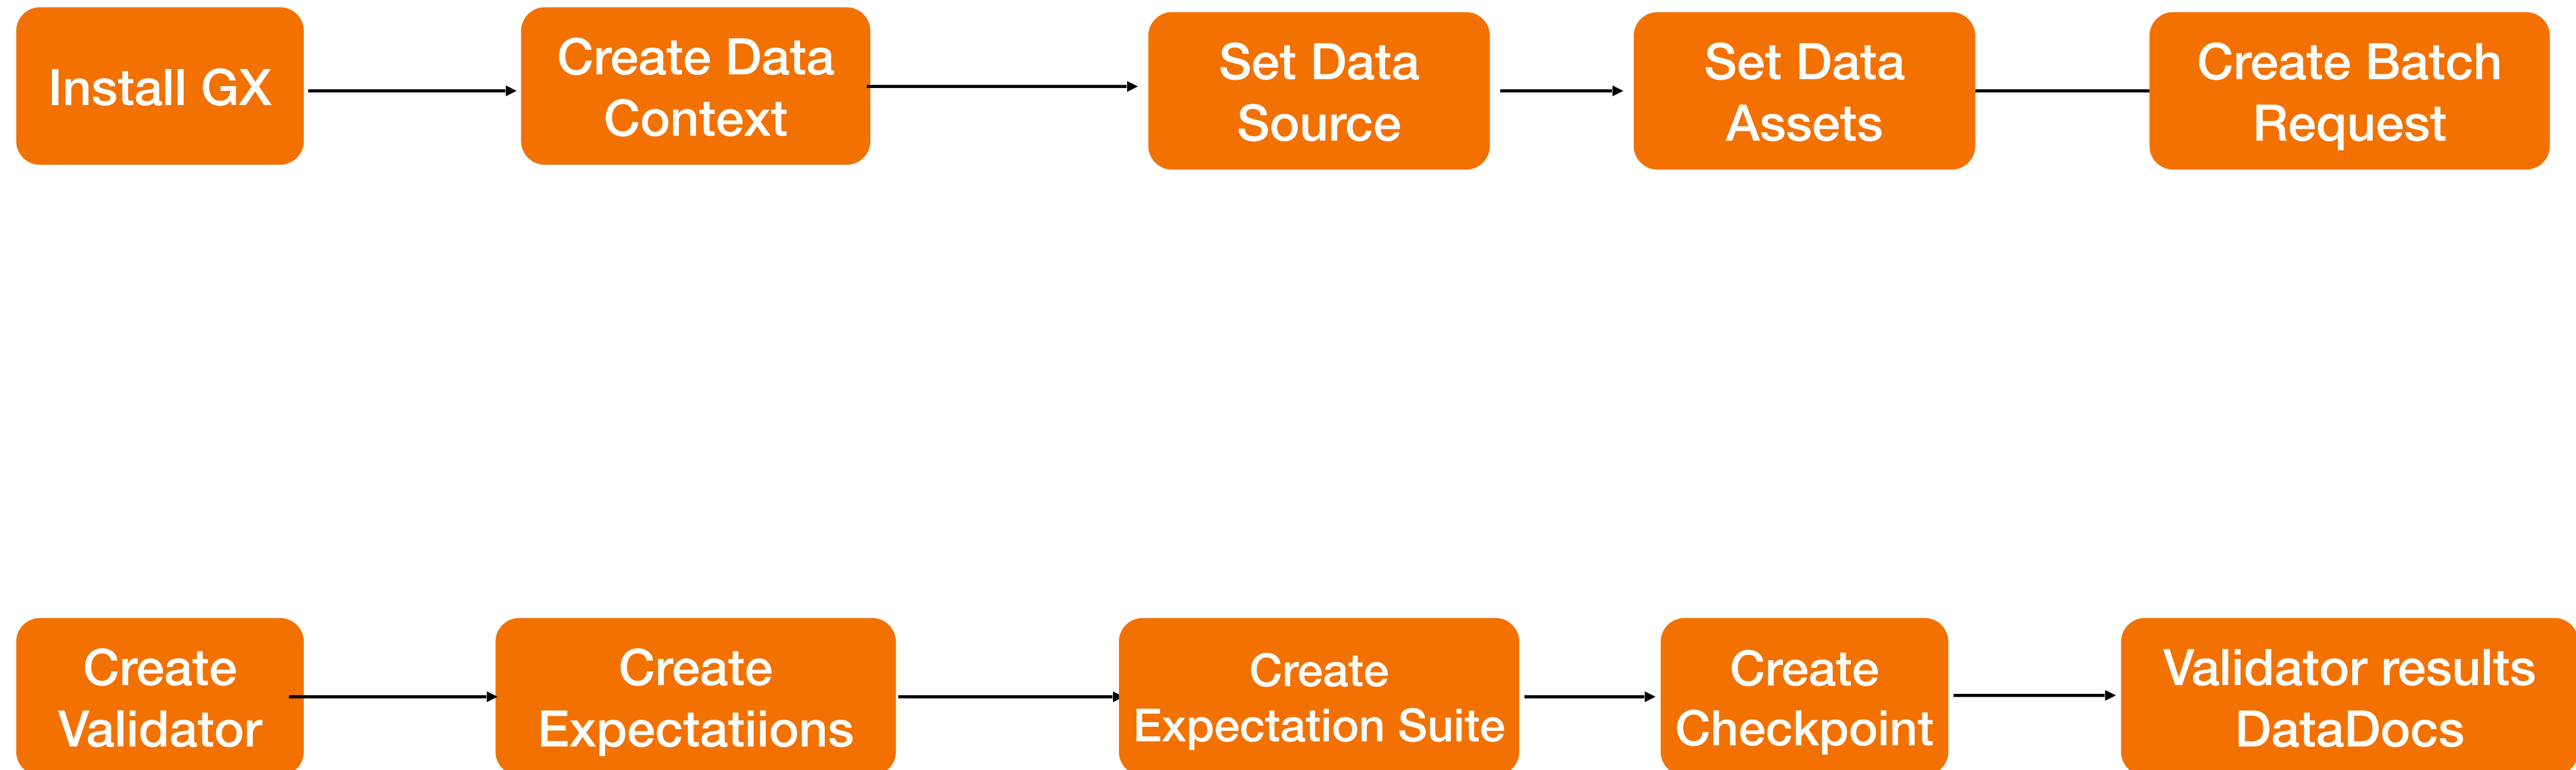 Install GX
Create Data
Context
Set Data
Source
Set Data
Assets
Create Batch
Request
Create
Validator
Create
Expectatiions
Create
Expectation Suite
Create
Checkpoint
Validator results
DataDocs